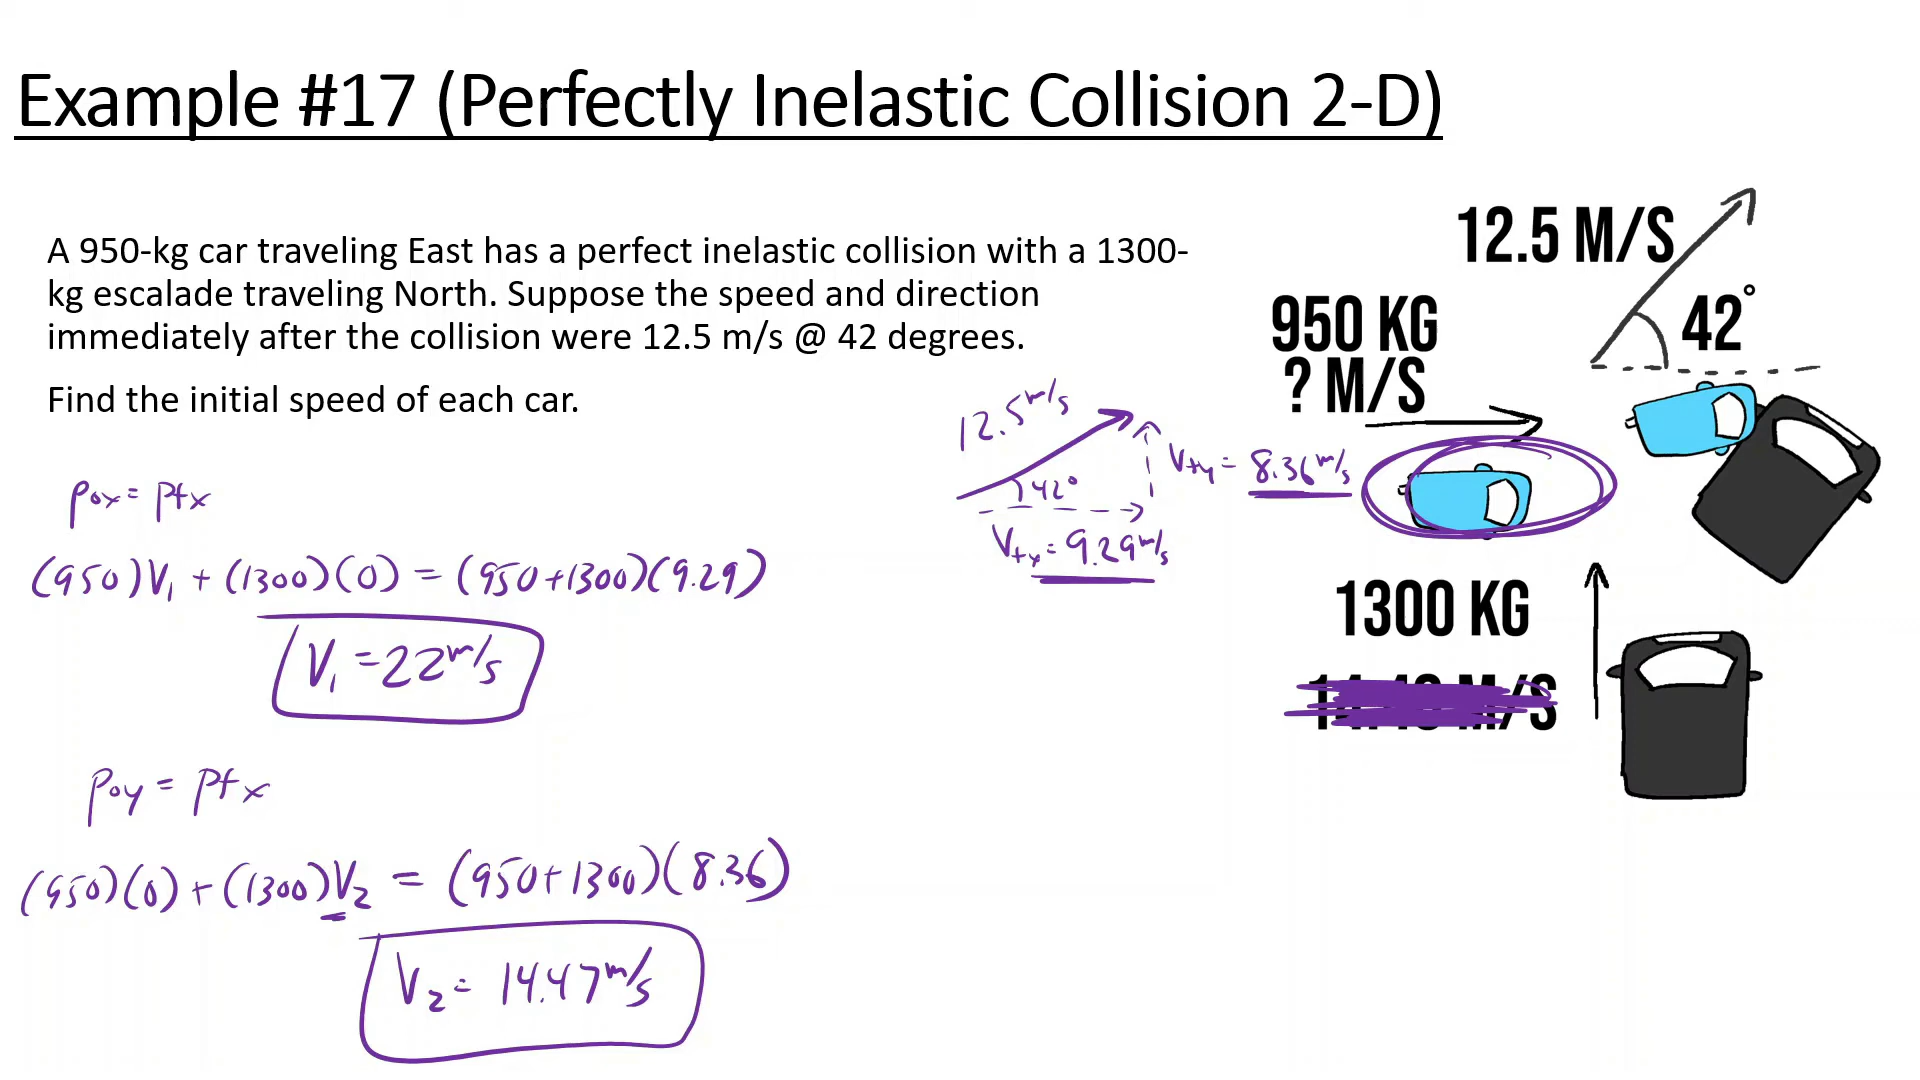 Example #17 (Perfectly Inelastic Collision 2-D)
A 950-kg car traveling East has a perfect inelastic collision with a 1300-
kg escalade traveling North. Suppose the speed and direction
immediately after the collision were 12.5 m/s @ 42 degrees.
Find the initial speed of each car.
12.5 M/S
42°
950 KG
? M/S
12.5 m/s
42°
Vfy = 8.36 m/s
Vfx = 9.29 m/s
1300 KG
M/S
Pox = Pfx
(950)V₁ + (1300)(0) = (950+1300)(9.29)
V₁ = 22 m/s
Poy = Pfx
(950)(0) + (1300)V₂ = (950+1300)(8.36)
V₂ = 14.47 m/s